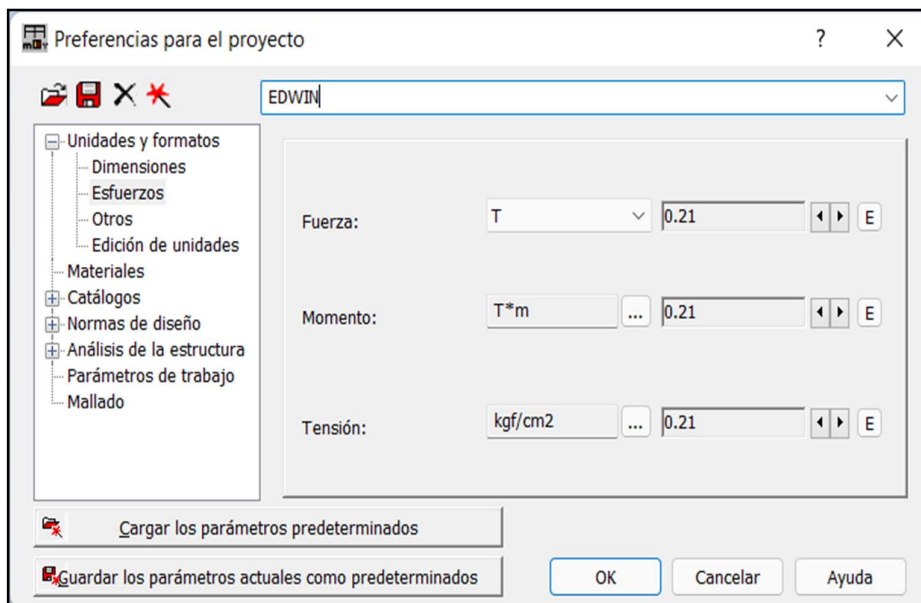 Preferencias para el proyecto
?
EDWIN
Unidades y formatos
Dimensiones
Esfuerzos
Otros
Edición de unidades
Materiales
Catálogos
Normas de diseño
Análisis de la estructura
Parámetros de trabajo
Mallado
Fuerza: T 0.21 E
Momento: T*m ... 0.21 E
Tensión: kgf/cm2 ... 0.21 E
Cargar los parámetros predeterminados
Guardar los parámetros actuales como predeterminados
OK Cancelar Ayuda